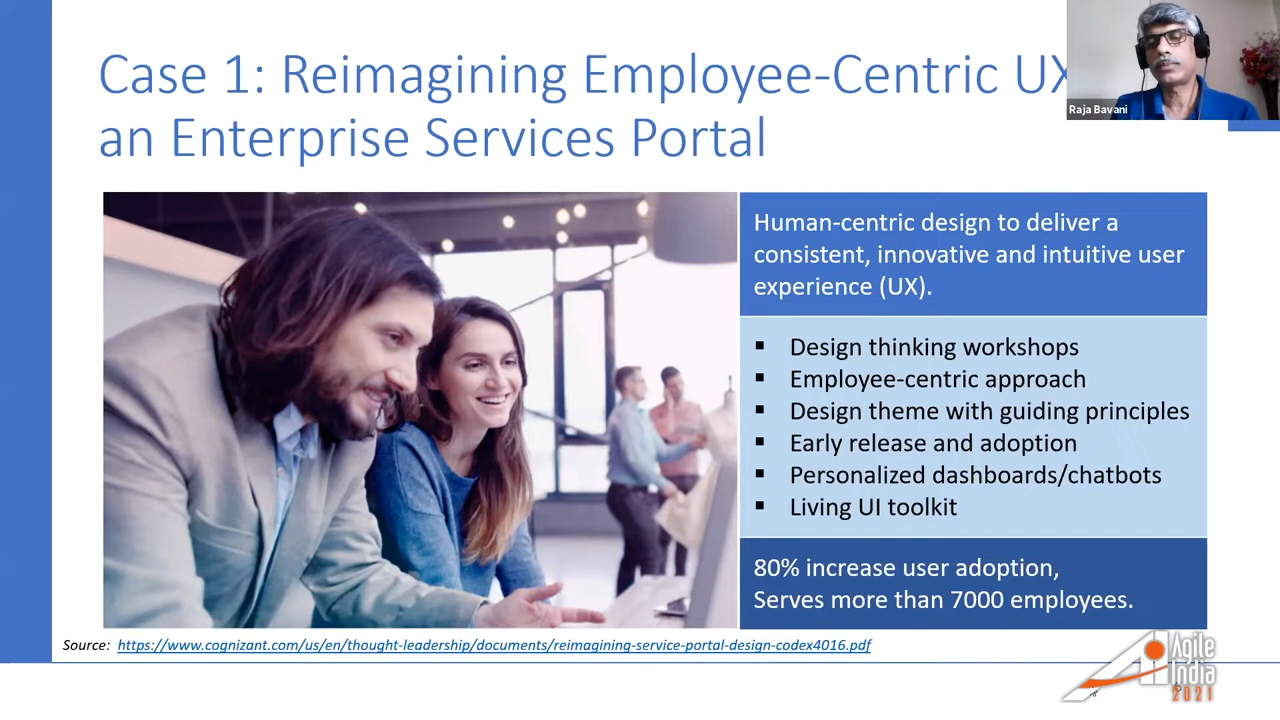 Case 1: Reimagining Employee-Centric UX
an Enterprise Services Portal
Raja Bavani
Human-centric design to deliver a
consistent, innovative and intuitive user
experience (UX).
▪ Design thinking workshops
▪ Employee-centric approach
▪ Design theme with guiding principles
▪ Early release and adoption
▪ Personalized dashboards/chatbots
▪ Living UI toolkit
80% increase user adoption,
Serves more than 7000 employees.
Source: https://www.cognizant.com/us/en/thought-leadership/documents/reimagining-service-portal-design-codex4016.pdf
Agile
India
2021